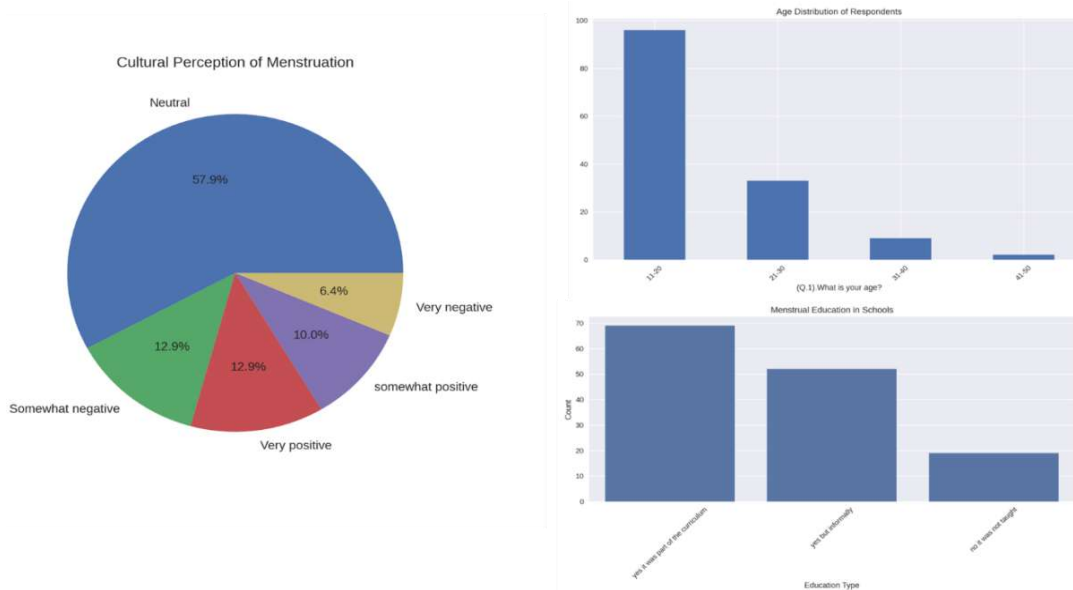 Cultural Perception of Menstruation
Neutral
57.9%
6.4%
Very negative
10.0%
12.9%
12.9%
somewhat positive
Somewhat negative
Very positive
Age Distribution of Respondents
100
80
60
40
20
0
11-20
21-30
31-40
41-50
(Q.1).What is your age?
Menstrual Education in Schools
70
60
50
40
30
20
10
0
Count
yes it was part of the curriculum
yes but informally
no it was not taught
Education Type